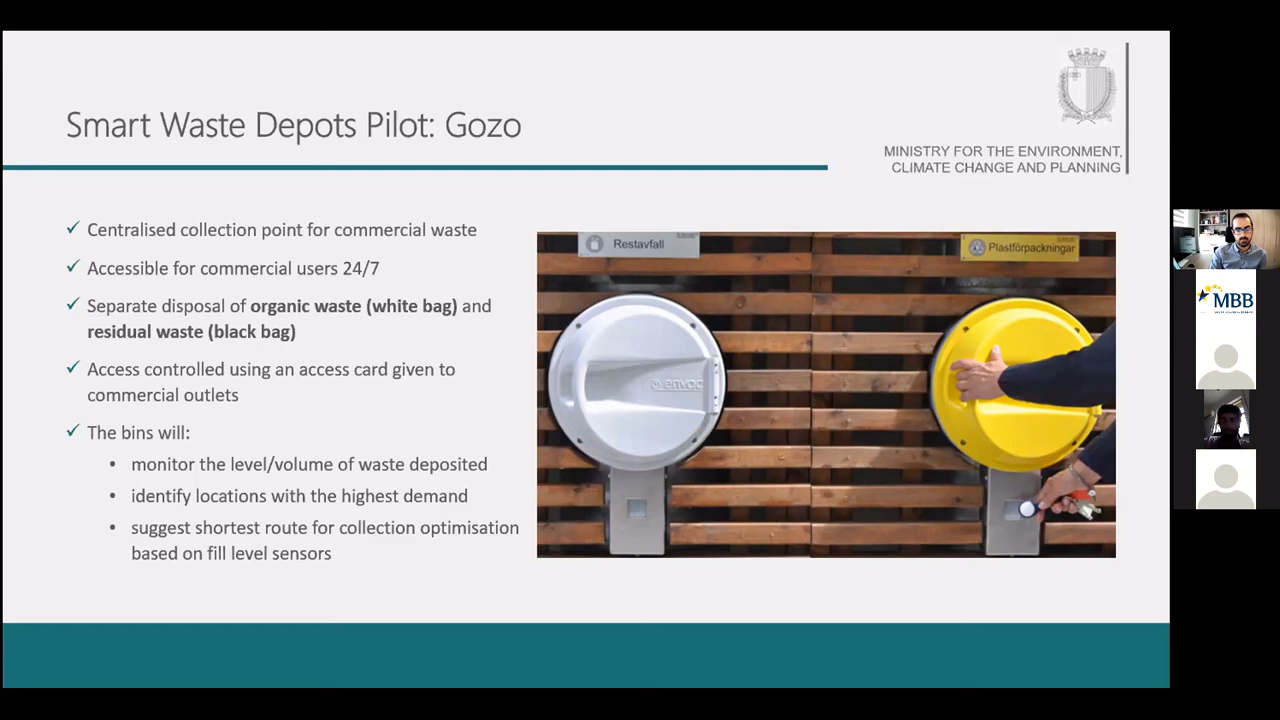 Smart Waste Depots Pilot: Gozo
MINISTRY FOR THE ENVIRONMENT,
CLIMATE CHANGE AND PLANNING
Centralised collection point for commercial waste
Accessible for commercial users 24/7
Separate disposal of organic waste (white bag) and
residual waste (black bag)
Access controlled using an access card given to
commercial outlets
The bins will:
monitor the level/volume of waste deposited
identify locations with the highest demand
suggest shortest route for collection optimisation
based on fill level sensors
Restavfall
Plastförpackningar
envac
MBB